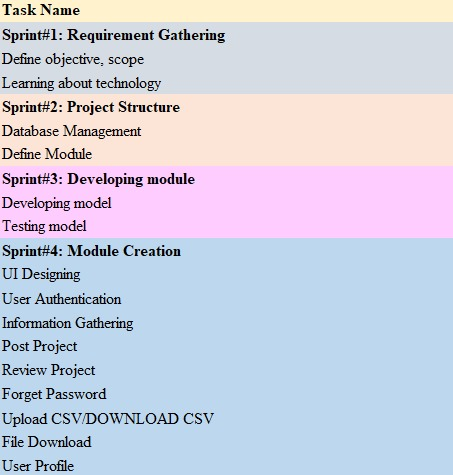 Task Name
Sprint#1: Requirement Gathering
Define objective, scope
Learning about technology
Sprint#2: Project Structure
Database Management
Define Module
Sprint#3: Developing module
Developing model
Testing model
Sprint#4: Module Creation
UI Designing
User Authentication
Information Gathering
Post Project
Review Project
Forget Password
Upload CSV/DOWNLOAD CSV
File Download
User Profile